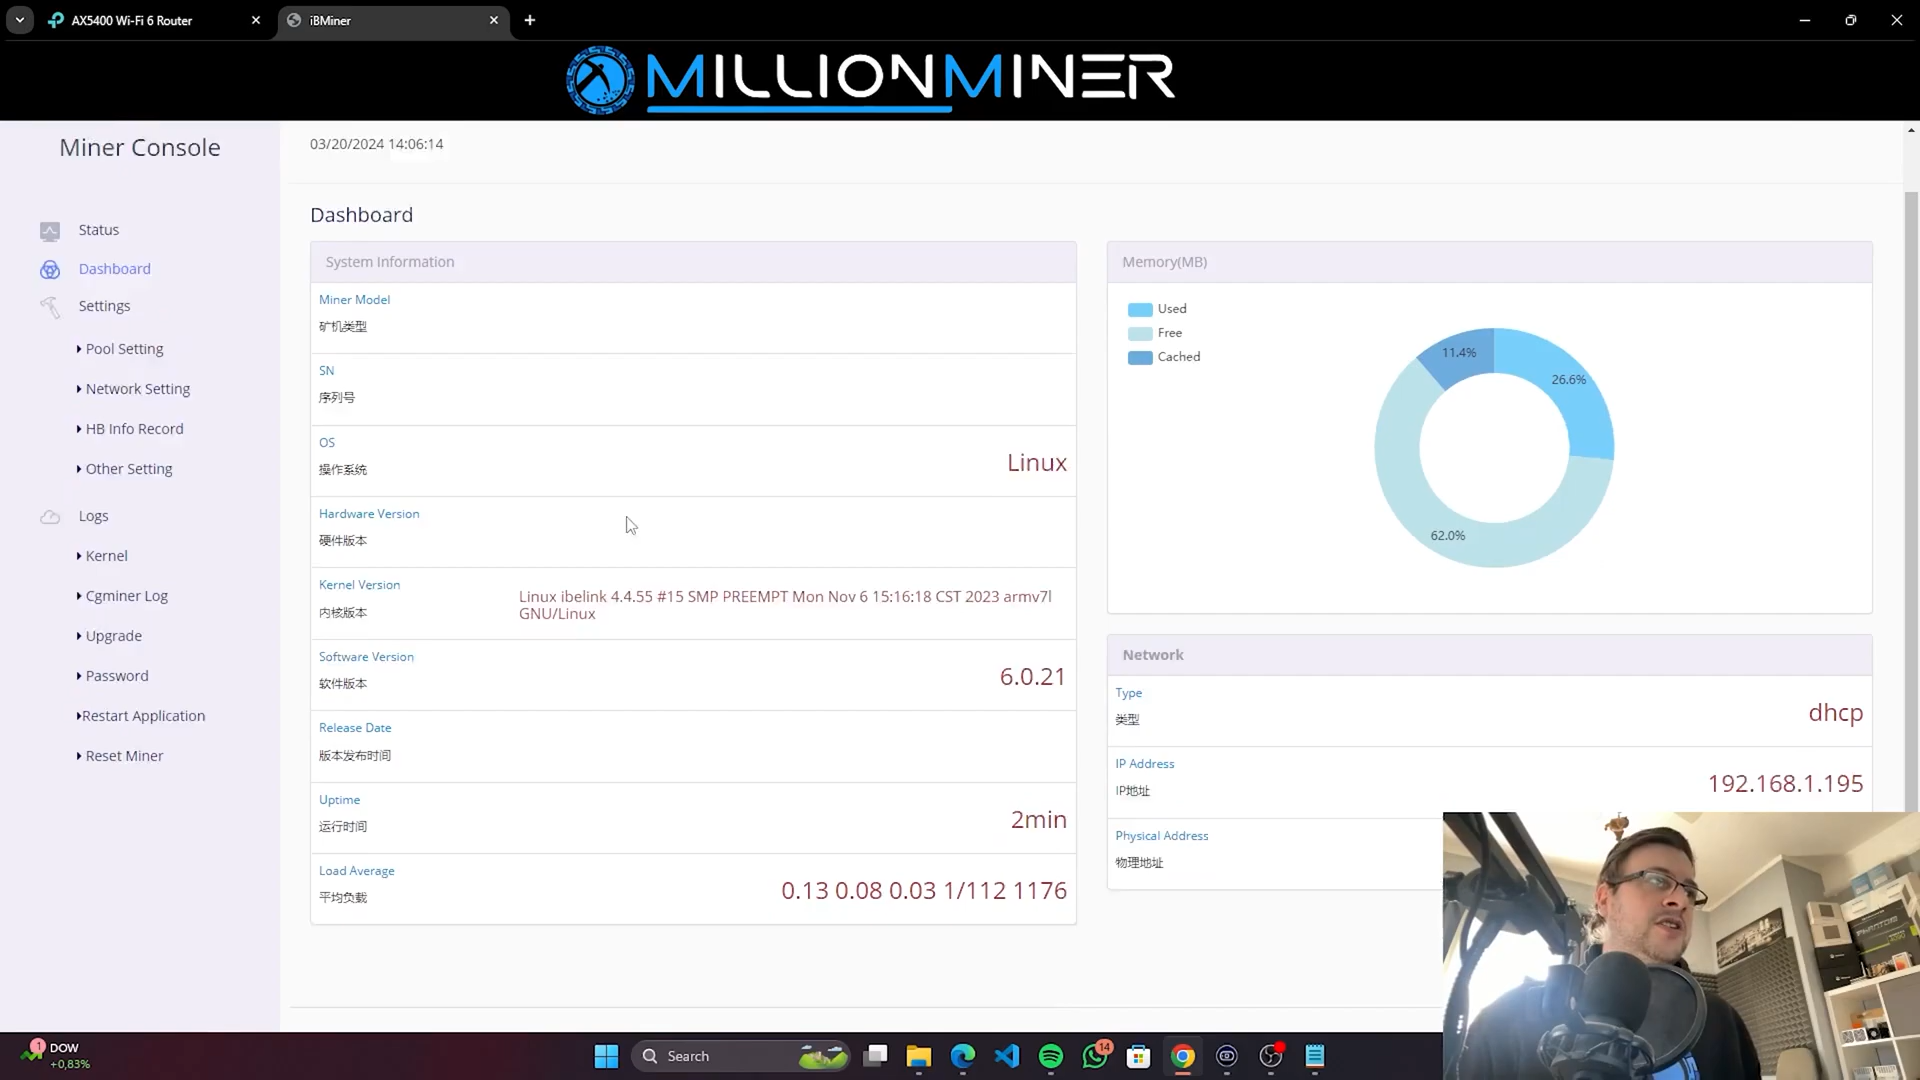 AX5400 Wi-Fi 6 Router
iBMiner
MILLIONMINER
Miner Console
Status
Dashboard
Settings
Pool Setting
Network Setting
HB Info Record
Other Setting
Logs
Kernel
Cgminer Log
Upgrade
Password
Restart Application
Reset Miner
03/20/2024 14:06:14
Dashboard
System Information
Miner Model
矿机类型
SN
序列号
OS
操作系统
Linux
Hardware Version
硬件版本
Kernel Version
内核版本
Linux ibelink 4.4.55 #15 SMP PREEMPT Mon Nov 6 15:16:18 CST 2023 armv7l
GNU/Linux
Software Version
软件版本
6.0.21
Release Date
版本发布时间
Uptime
运行时间
2min
Load Average
平均负载
0.13 0.08 0.03 1/112 1176
Memory(MB)
Used
Free
Cached
11.4%
26.6%
62.0%
Network
Type
类型
dhcp
IP Address
IP地址
192.168.1.195
Physical Address
物理地址
1
DOW
+0,83%
Search
14